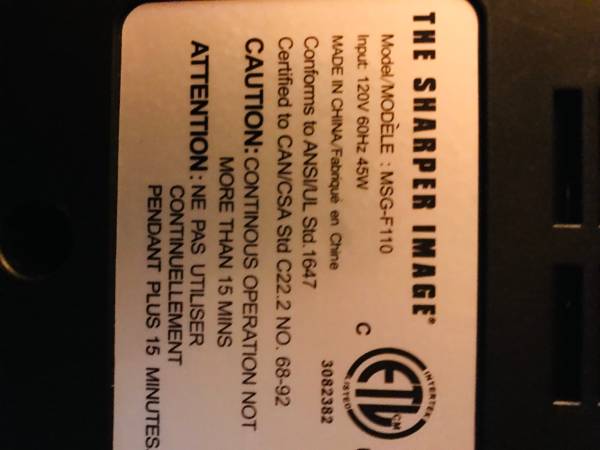 THE SHARPER IMAGE®
Model/MODÈLE : MSG-F110
Input: 120V 60Hz 45W
MADE IN CHINA/Fabriqué en Chine
Conforms to ANSI/UL Std.1647
Certified to CAN/CSA Std C22.2 NO. 68-92
CAUTION: CONTINOUS OPERATION NOT
MORE THAN 15 MINS
ATTENTION: NE PAS UTILISER
CONTINUELLEMENT
PENDANT PLUS 15 MINUTES
C
ETL CM
LISTED
INTERTEK
3082382